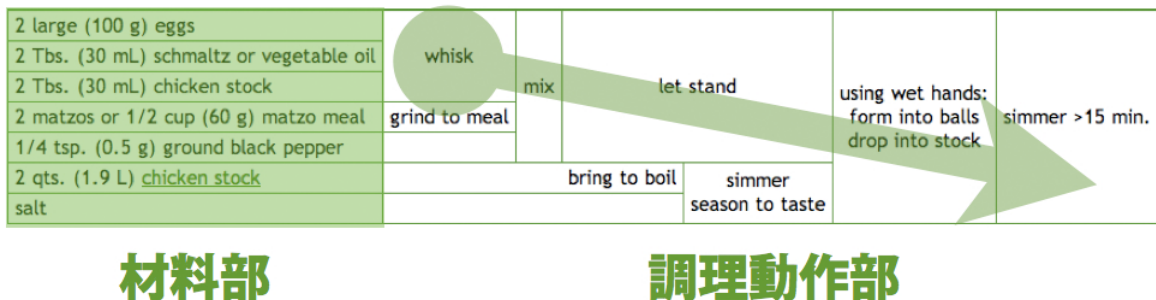 2 large (100 g) eggs
2 Tbs. (30 mL) schmaltz or vegetable oil
2 Tbs. (30 mL) chicken stock
2 matzos or 1/2 cup (60 g) matzo meal
1/4 tsp. (0.5 g) ground black pepper
2 qts. (1.9 L) chicken stock
salt
whisk
grind to meal
mix
let stand
bring to boil
simmer
season to taste
using wet hands:
form into balls
drop into stock
simmer >15 min.
材料部
調理動作部